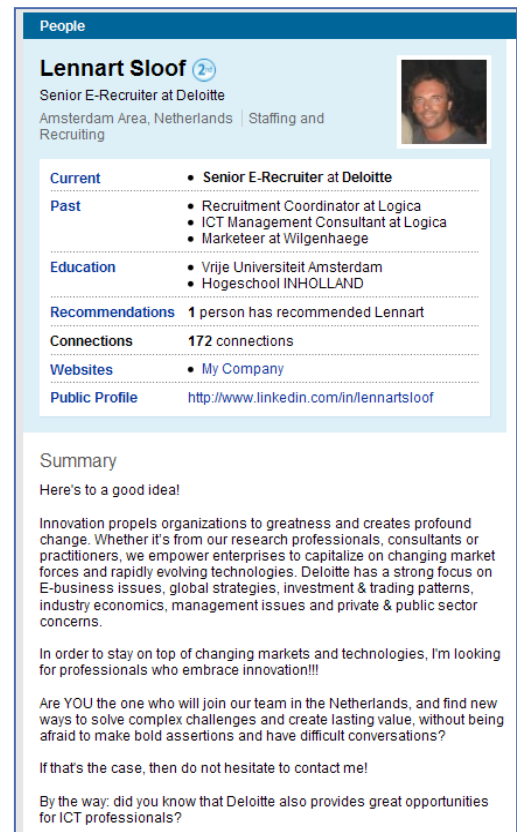 People
Lennart Sloof 2nd
Senior E-Recruiter at Deloitte
Amsterdam Area, Netherlands | Staffing and
Recruiting
Current • Senior E-Recruiter at Deloitte
Past • Recruitment Coordinator at Logica
• ICT Management Consultant at Logica
• Marketeer at Wilgenhaege
Education • Vrije Universiteit Amsterdam
• Hogeschool INHOLLAND
Recommendations 1 person has recommended Lennart
Connections 172 connections
Websites • My Company
Public Profile http://www.linkedin.com/in/lennartsloof
Summary
Here's to a good idea!
Innovation propels organizations to greatness and creates profound
change. Whether it's from our research professionals, consultants or
practitioners, we empower enterprises to capitalize on changing market
forces and rapidly evolving technologies. Deloitte has a strong focus on
E-business issues, global strategies, investment & trading patterns,
industry economics, management issues and private & public sector
concerns.
In order to stay on top of changing markets and technologies, I'm looking
for professionals who embrace innovation!!!
Are YOU the one who will join our team in the Netherlands, and find new
ways to solve complex challenges and create lasting value, without being
afraid to make bold assertions and have difficult conversations?
If that's the case, then do not hesitate to contact me!
By the way: did you know that Deloitte also provides great opportunities
for ICT professionals?